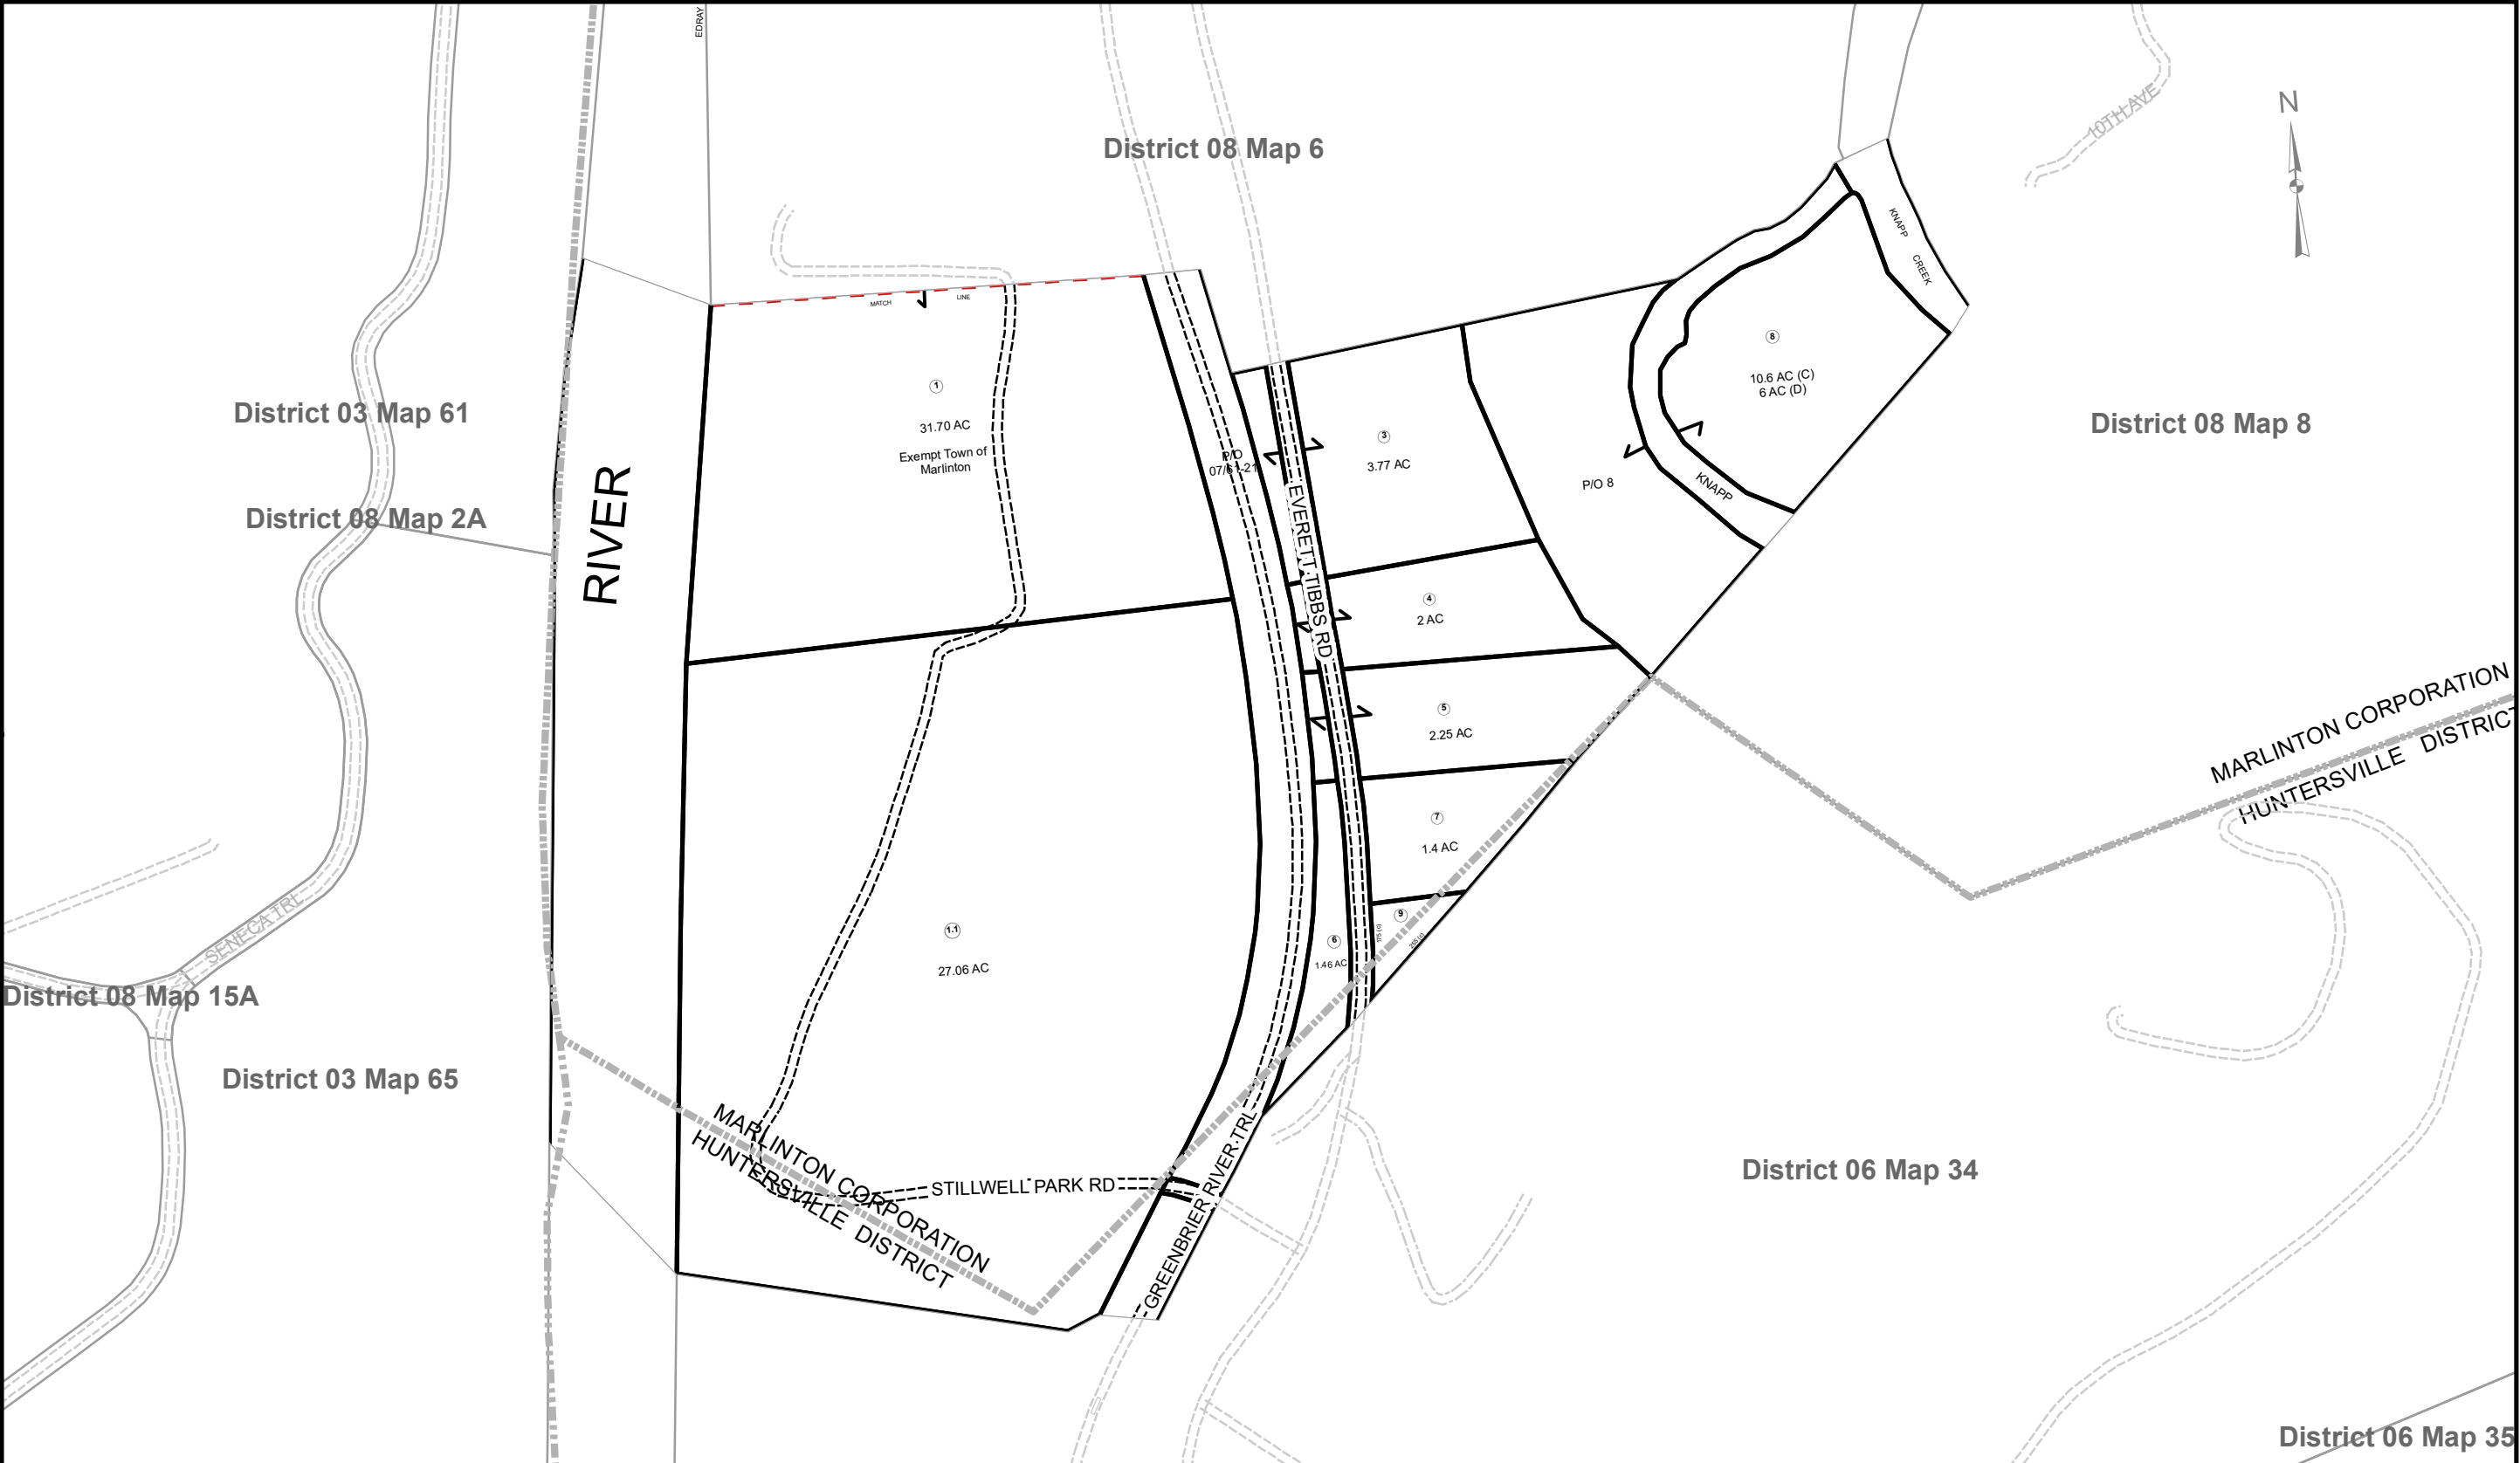 EDRAY
District 08 Map 6
10TH AVE
N
KNAPP
CREEK
MATCH
LINE
8
10.6 AC (C)
6 AC (D)
1
31.70 AC
Exempt Town of
Marlinton
District 03 Map 61
District 08 Map 8
P/O
07/61-21
3
3.77 AC
P/O 8
KNAPP
District 08 Map 2A
RIVER
EVERETT TIBBS RD
4
2 AC
5
2.25 AC
MARLINTON CORPORATION
HUNTERSVILLE DISTRICT
7
1.4 AC
9
175 (c)
255 (c)
6
1.46 AC
1.1
27.06 AC
SENECA TRL
District 08 Map 15A
District 03 Map 65
MARLINTON CORPORATION
HUNTERSVILLE DISTRICT
STILLWELL PARK RD
GREENBRIER RIVER TRL
District 06 Map 34
District 06 Map 35